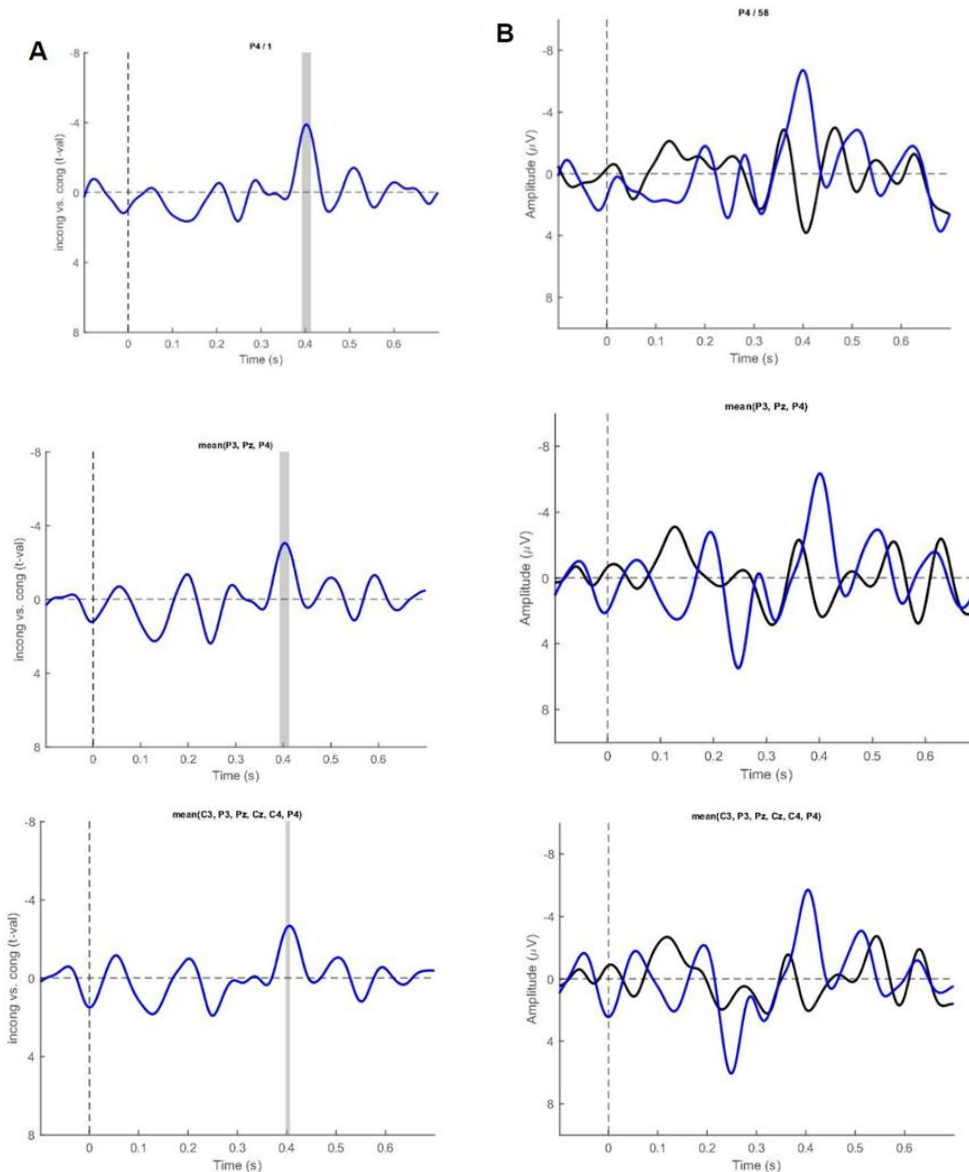 A
P4 / 1
-8
-4
0
4
8
incong vs. cong (t-val)
0 0.1 0.2 0.3 0.4 0.5 0.6
Time (s)
B
P4 / 58
-8
-4
0
4
8
Amplitude (μV)
0 0.1 0.2 0.3 0.4 0.5 0.6
Time (s)
mean(P3, Pz, P4)
-8
-4
0
4
8
incong vs. cong (t-val)
0 0.1 0.2 0.3 0.4 0.5 0.6
Time (s)
mean(P3, Pz, P4)
-8
-4
0
4
8
Amplitude (μV)
0 0.1 0.2 0.3 0.4 0.5 0.6
Time (s)
mean(C3, P3, Pz, Cz, C4, P4)
-8
-4
0
4
8
incong vs. cong (t-val)
0 0.1 0.2 0.3 0.4 0.5 0.6
Time (s)
mean(C3, P3, Pz, Cz, C4, P4)
-8
-4
0
4
8
Amplitude (μV)
0 0.1 0.2 0.3 0.4 0.5 0.6
Time (s)